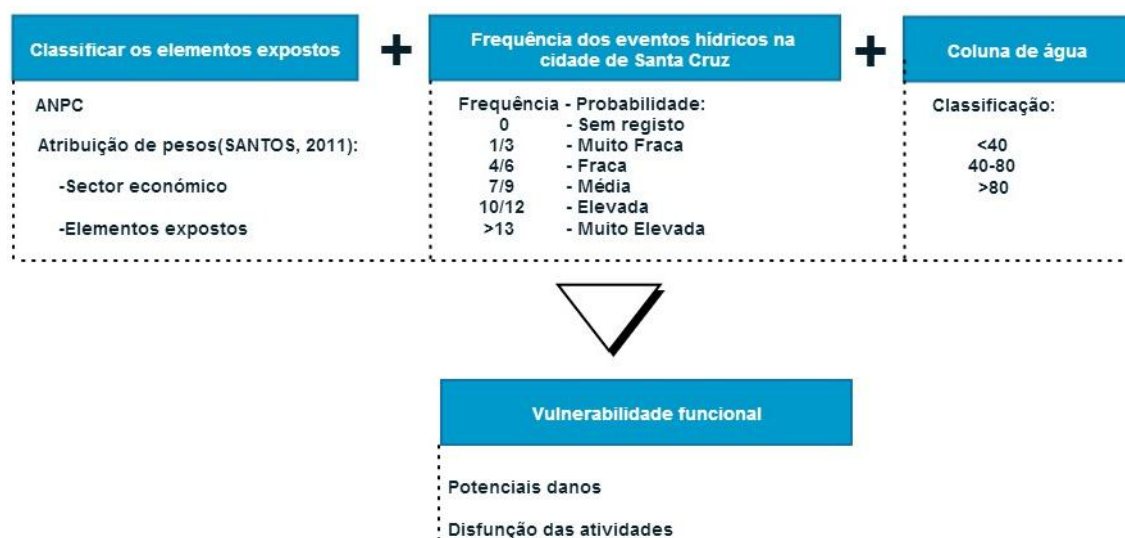 Classificar os elementos expostos
+
Frequência dos eventos hídricos na
cidade de Santa Cruz
+
Coluna de água
ANPC
Atribuição de pesos(SANTOS, 2011):
-Sector económico
-Elementos expostos
Frequência - Probabilidade:
0 - Sem registo
1/3 - Muito Fraca
4/6 - Fraca
7/9 - Média
10/12 - Elevada
>13 - Muito Elevada
Classificação:
<40
40-80
>80
Vulnerabilidade funcional
Potenciais danos
Disfunção das atividades